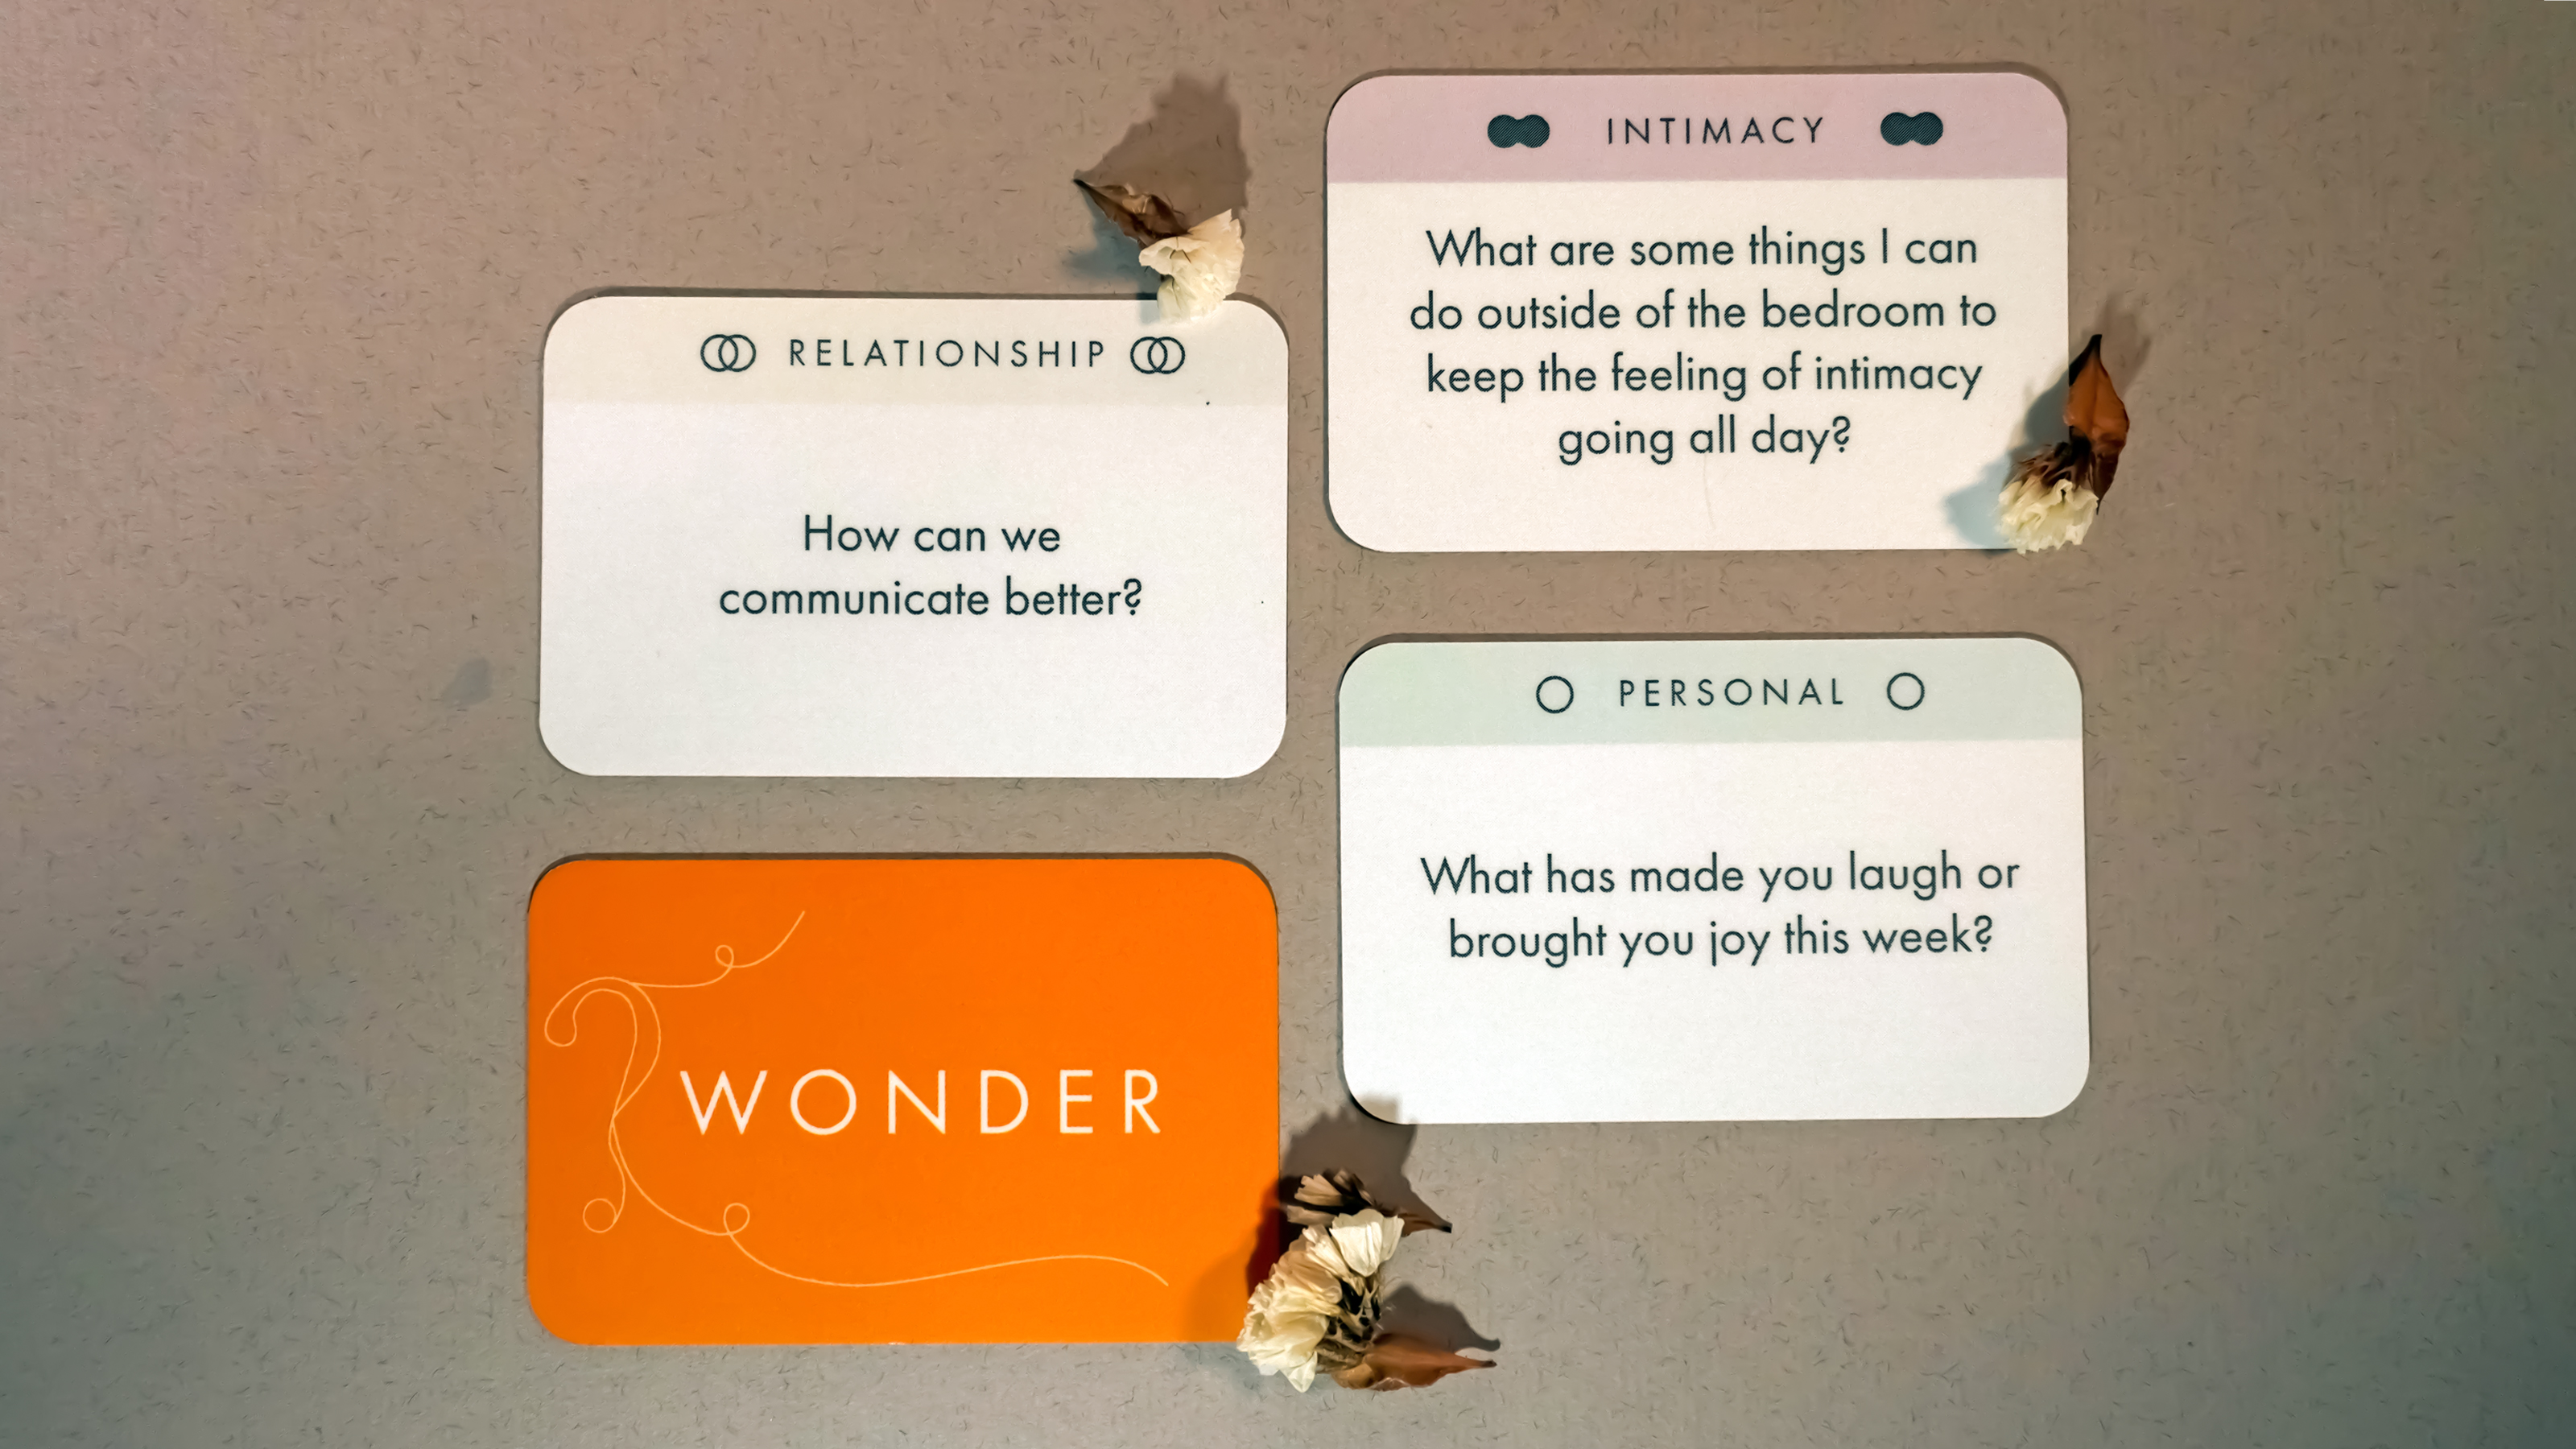 RELATIONSHIP
How can we
communicate better?
INTIMACY
What are some things I can
do outside of the bedroom to
keep the feeling of intimacy
going all day?
WONDER
PERSONAL
What has made you laugh or
brought you joy this week?